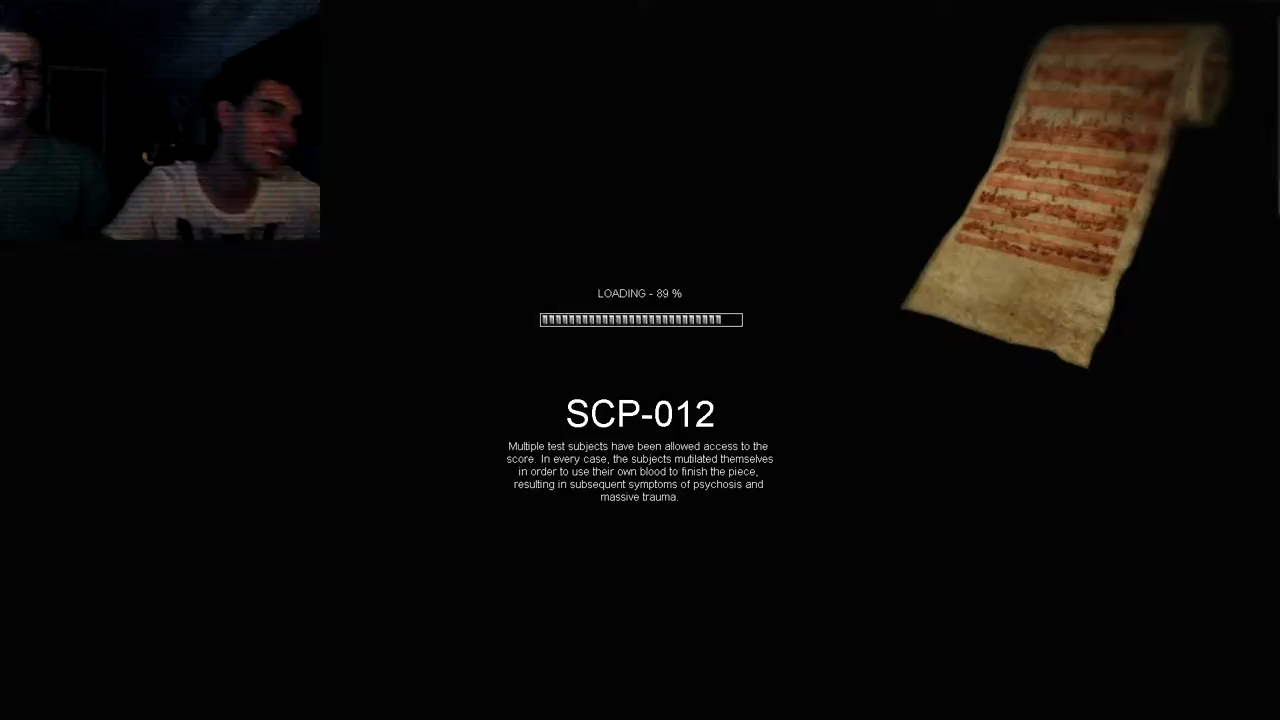 LOADING - 89 %
SCP-012
Multiple test subjects have been allowed access to the
score. In every case, the subjects mutilated themselves
in order to use their own blood to finish the piece,
resulting in subsequent symptoms of psychosis and
massive trauma.